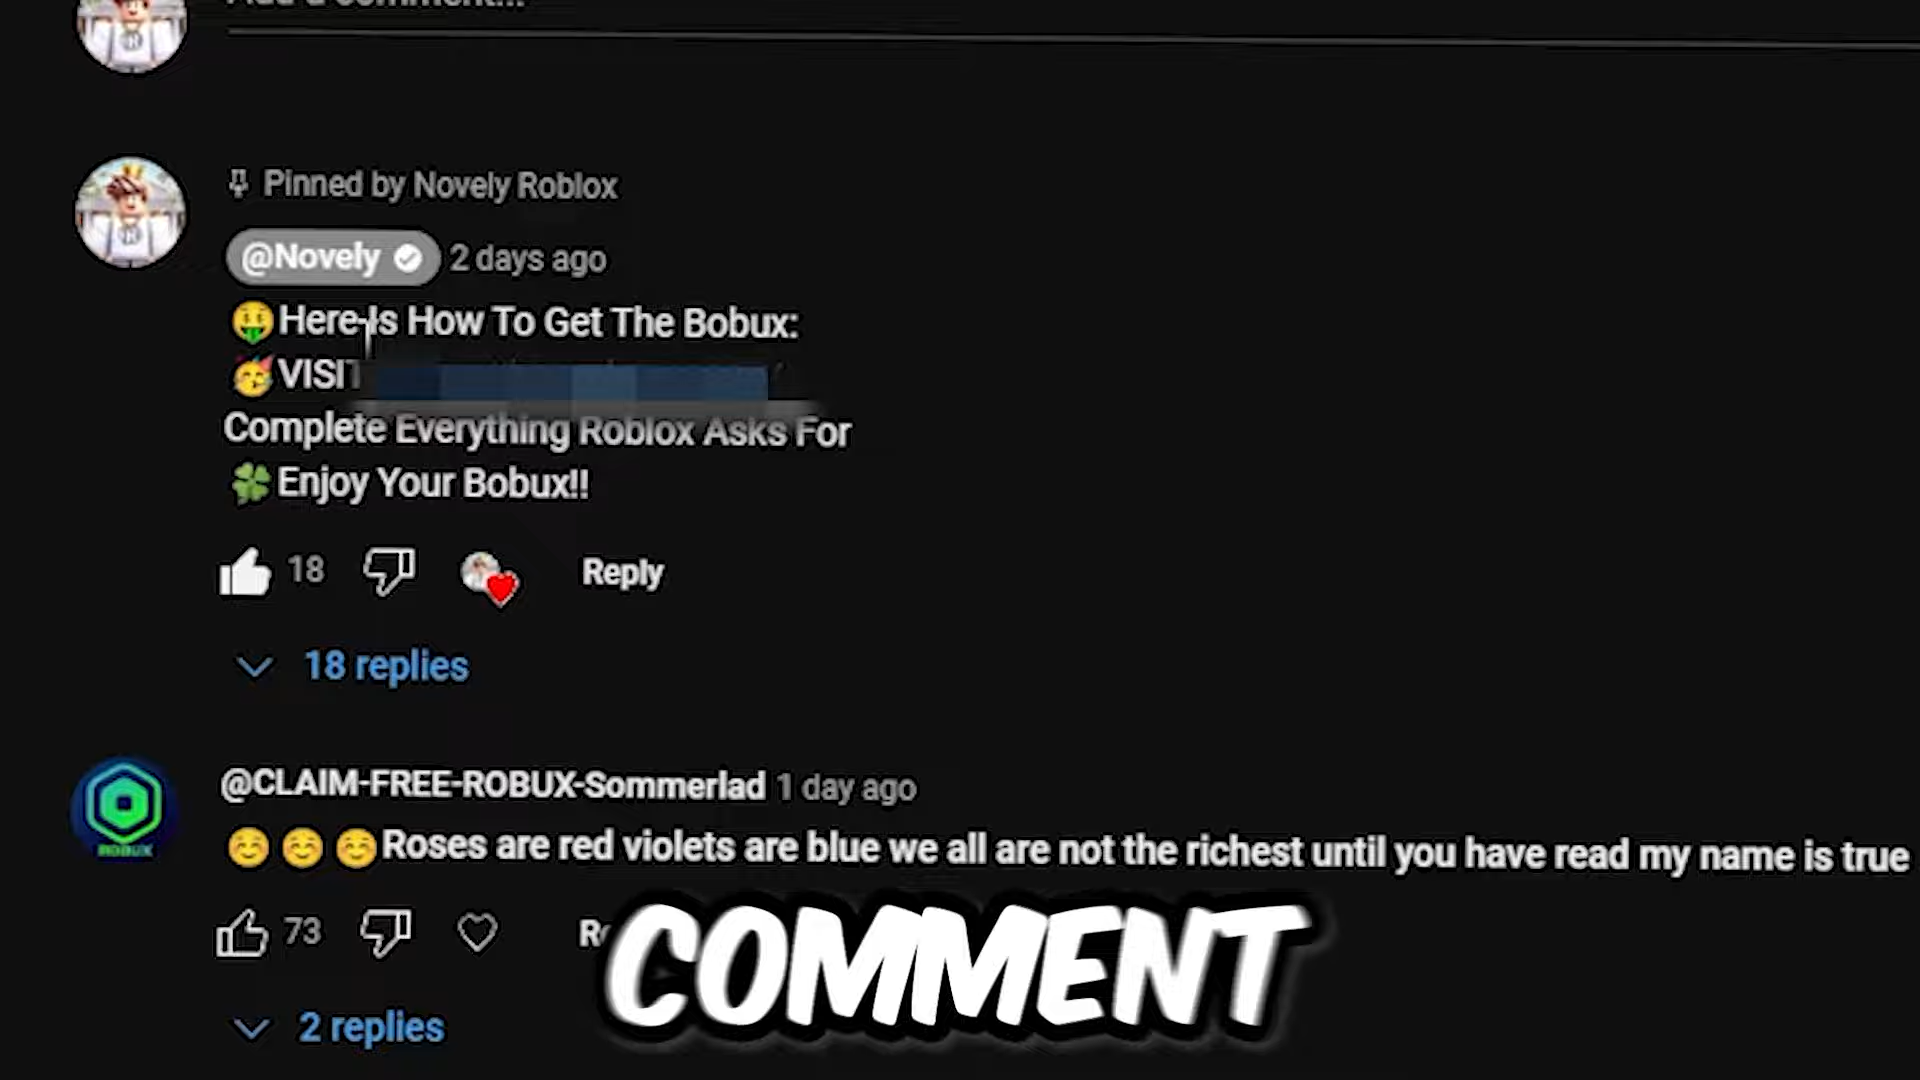 Pinned by Novely Roblox
@Novely 2 days ago
Here Is How To Get The Bobux:
VISIT
Complete Everything Roblox Asks For
Enjoy Your Bobux!!
18 Reply
18 replies
ROBUX
@CLAIM-FREE-ROBUX-Sommerlad 1 day ago
Roses are red violets are blue we all are not the richest until you have read my name is true
73
COMMENT
2 replies